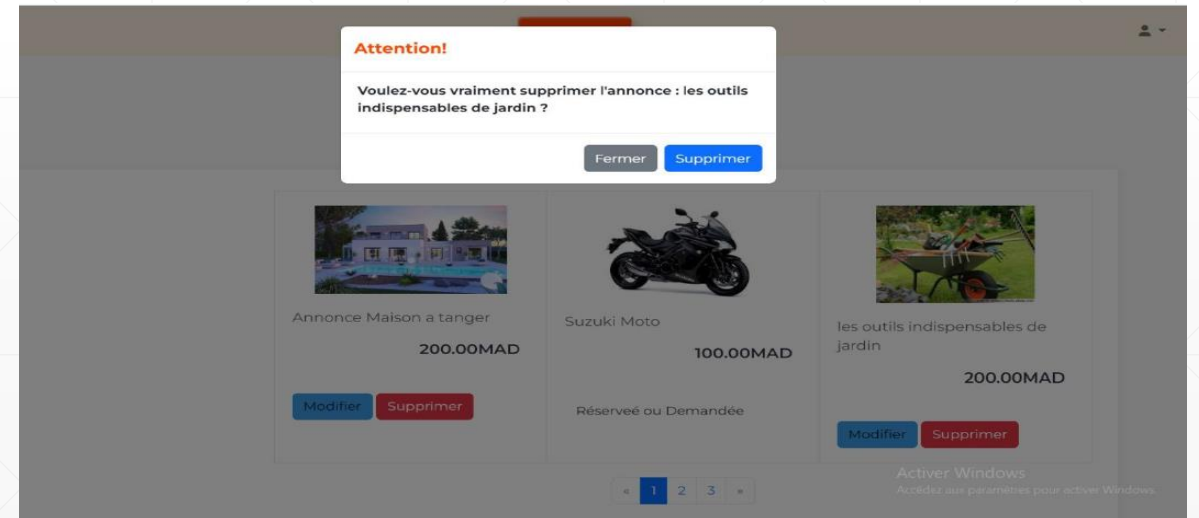 Attention!
Voulez-vous vraiment supprimer l'annonce : les outils
indispensables de jardin ?
Fermer Supprimer
Annonce Maison a tanger
200.00MAD
Modifier Supprimer
Suzuki Moto
100.00MAD
Réserveé ou Demandée
les outils indispensables de
jardin
200.00MAD
Modifier Supprimer
« 1 2 3 »
Activer Windows
Accédez aux paramètres pour activer Windows.